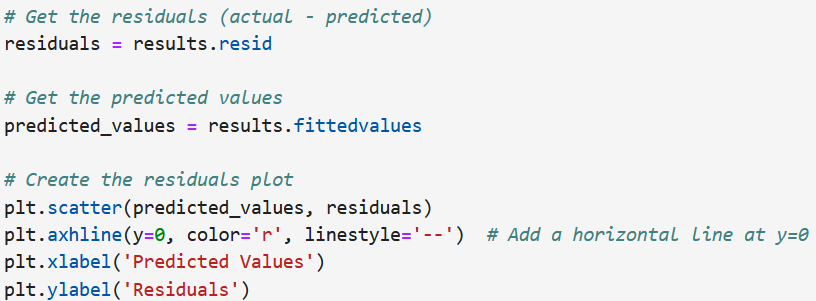 # Get the residuals (actual - predicted)
residuals = results.resid
# Get the predicted values
predicted_values = results.fittedvalues
# Create the residuals plot
plt.scatter(predicted_values, residuals)
plt.axhline(y=0, color='r', linestyle='--')  # Add a horizontal line at y=0
plt.xlabel('Predicted Values')
plt.ylabel('Residuals')